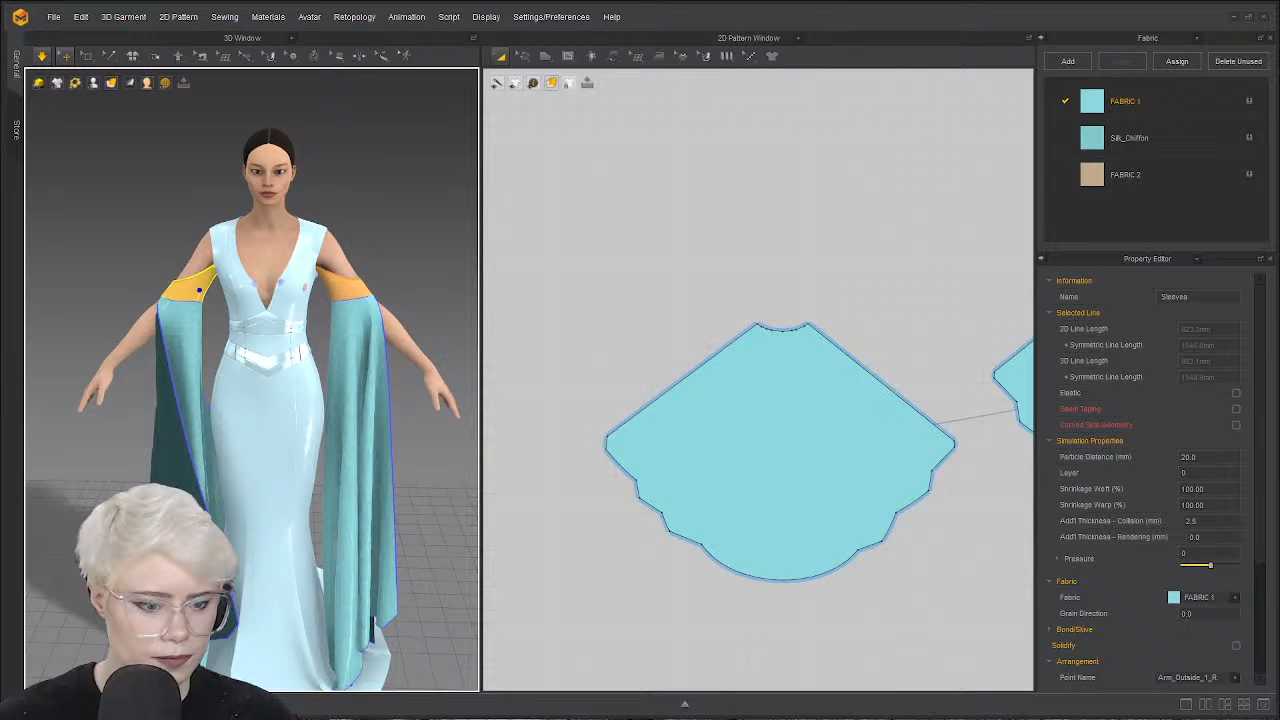 File Edit 3D Garment 2D Pattern Sewing Materials Avatar Retopology Animation Script Display Settings/Preferences Help
3D Window
2D Pattern Window
Fabric
General
Store
Add
Assign
Delete Unused
FABRIC 1
Silk_Chiffon
FABRIC 2
Property Editor
Information
Name Sleeves
Selected Line
2D Line Length 823.3mm
+ Symmetric Line Length
3D Line Length
+ Symmetric Line Length
Elastic
Seam Taping
Curved Side Geometry
Simulation Properties
Particle Distance (mm) 20.0
Layer 0
Shrinkage Weft (%) 100.00
Shrinkage Warp (%) 100.00
Add'l Thickness - Collision (mm) 2.5
Add'l Thickness - Rendering (mm) 0.0
Pressure 0
Fabric
Fabric FABRIC 1
Grain Direction 0.0
Bond/Skive
Solidify
Arrangement
Point Name Arm_Outside_1_R